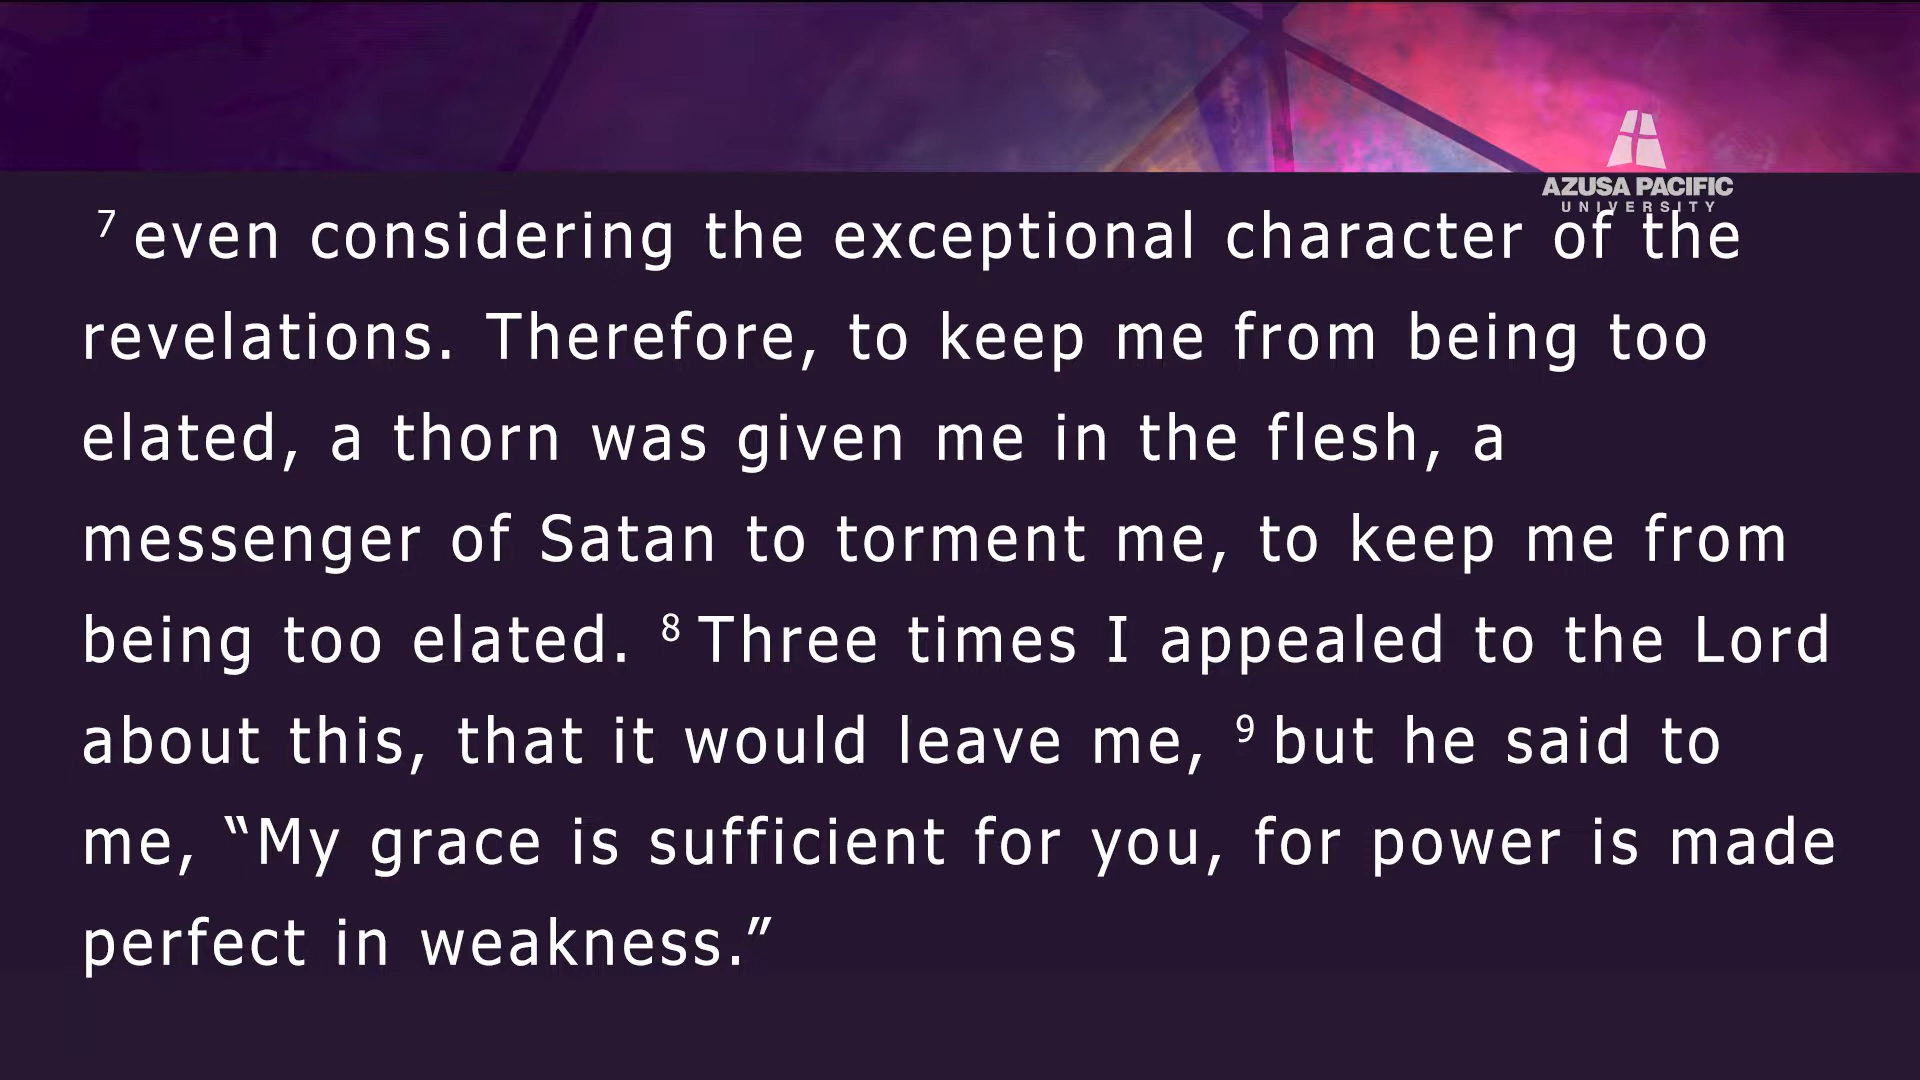 AZUSA PACIFIC
UNIVERSITY
7 even considering the exceptional character of the
revelations. Therefore, to keep me from being too
elated, a thorn was given me in the flesh, a
messenger of Satan to torment me, to keep me from
being too elated. 8 Three times I appealed to the Lord
about this, that it would leave me, 9 but he said to
me, “My grace is sufficient for you, for power is made
perfect in weakness.”